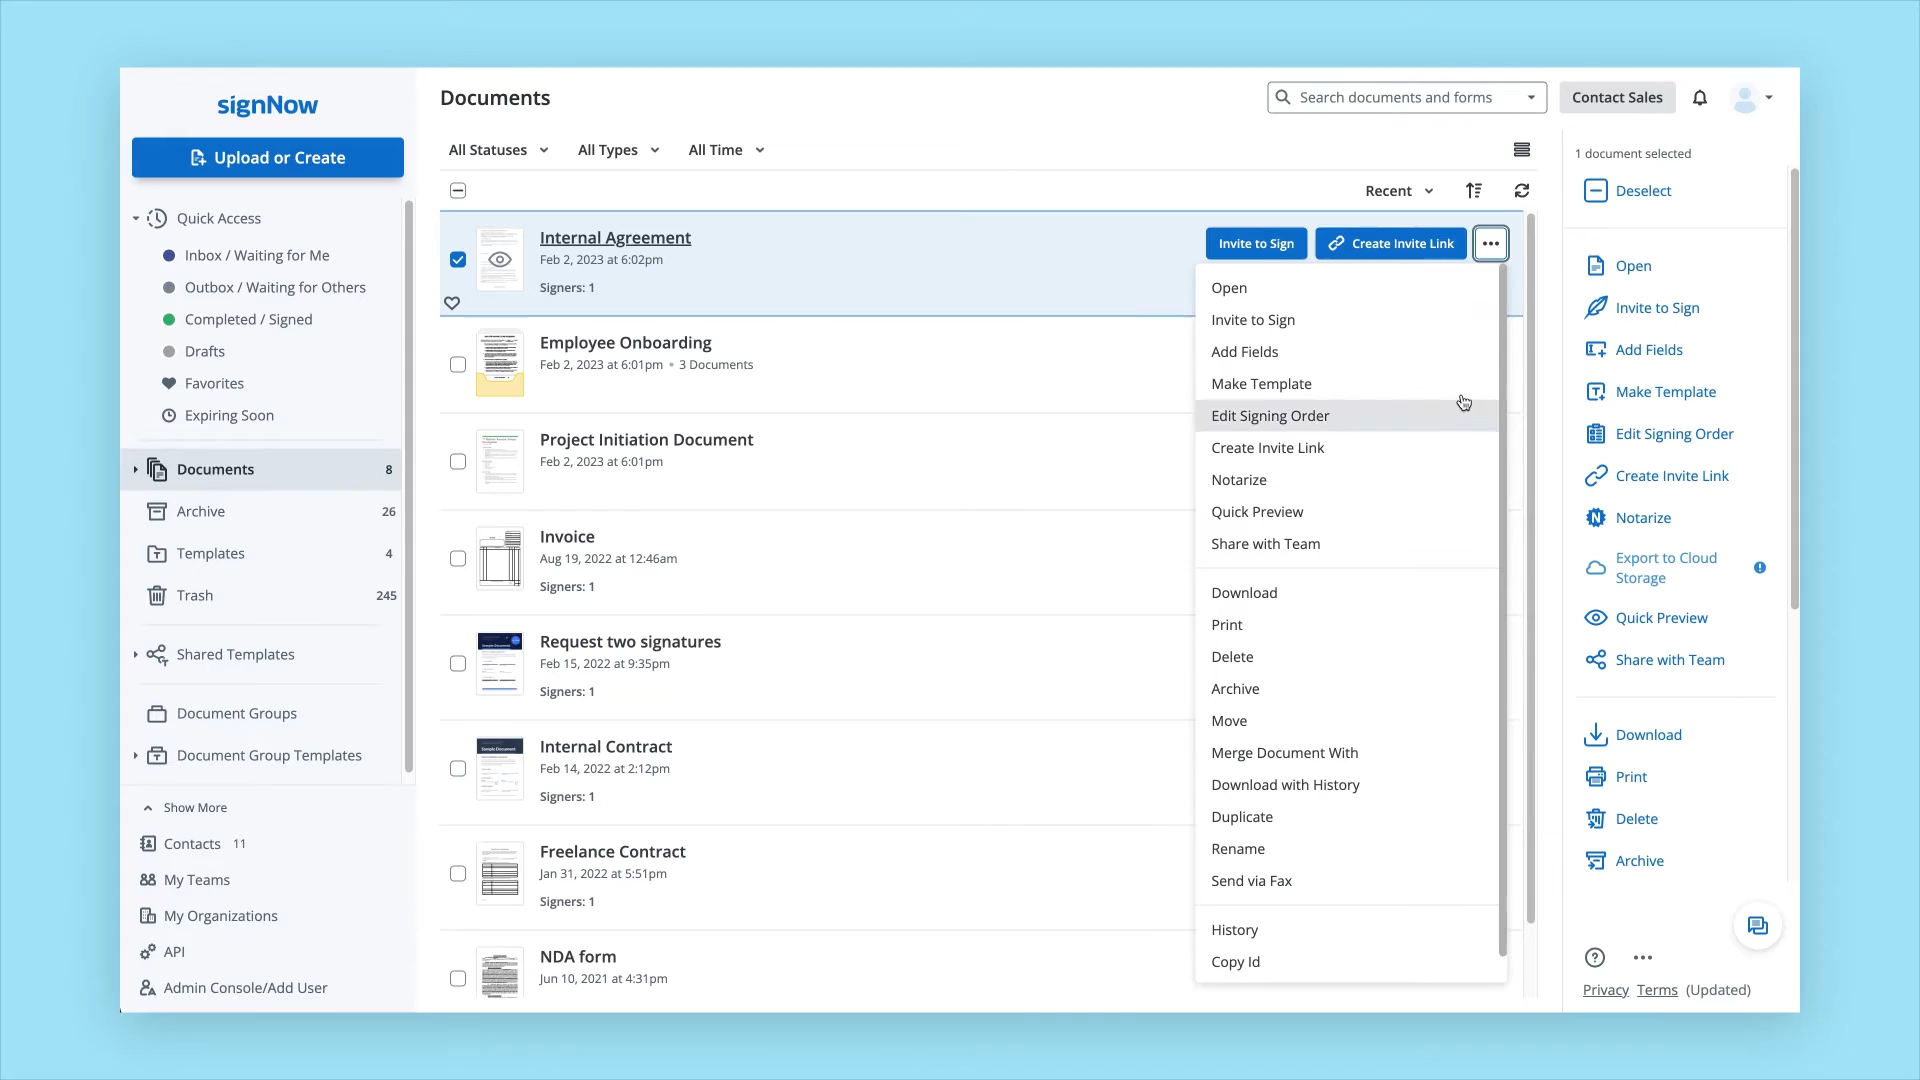 signNow
Upload or Create
Quick Access
Inbox / Waiting for Me
Outbox / Waiting for Others
Completed / Signed
Drafts
Favorites
Expiring Soon
Documents 8
Archive 26
Templates 4
Trash 245
Shared Templates
Document Groups
Document Group Templates
Show More
Contacts 11
My Teams
My Organizations
API
Admin Console/Add User
Documents
Search documents and forms
Contact Sales
All Statuses
All Types
All Time
Recent
Internal Agreement
Feb 2, 2023 at 6:02pm
Signers: 1
Invite to Sign
Create Invite Link
Employee Onboarding
Feb 2, 2023 at 6:01pm • 3 Documents
Project Initiation Document
Feb 2, 2023 at 6:01pm
Invoice
Aug 19, 2022 at 12:46am
Signers: 1
Request two signatures
Feb 15, 2022 at 9:35pm
Signers: 1
Internal Contract
Feb 14, 2022 at 2:12pm
Signers: 1
Freelance Contract
Jan 31, 2022 at 5:51pm
Signers: 1
NDA form
Jun 10, 2021 at 4:31pm
Open
Invite to Sign
Add Fields
Make Template
Edit Signing Order
Create Invite Link
Notarize
Quick Preview
Share with Team
Download
Print
Delete
Archive
Move
Merge Document With
Download with History
Duplicate
Rename
Send via Fax
History
Copy Id
1 document selected
Deselect
Open
Invite to Sign
Add Fields
Make Template
Edit Signing Order
Create Invite Link
Notarize
Export to Cloud
Storage
Quick Preview
Share with Team
Download
Print
Delete
Archive
Privacy Terms (Updated)